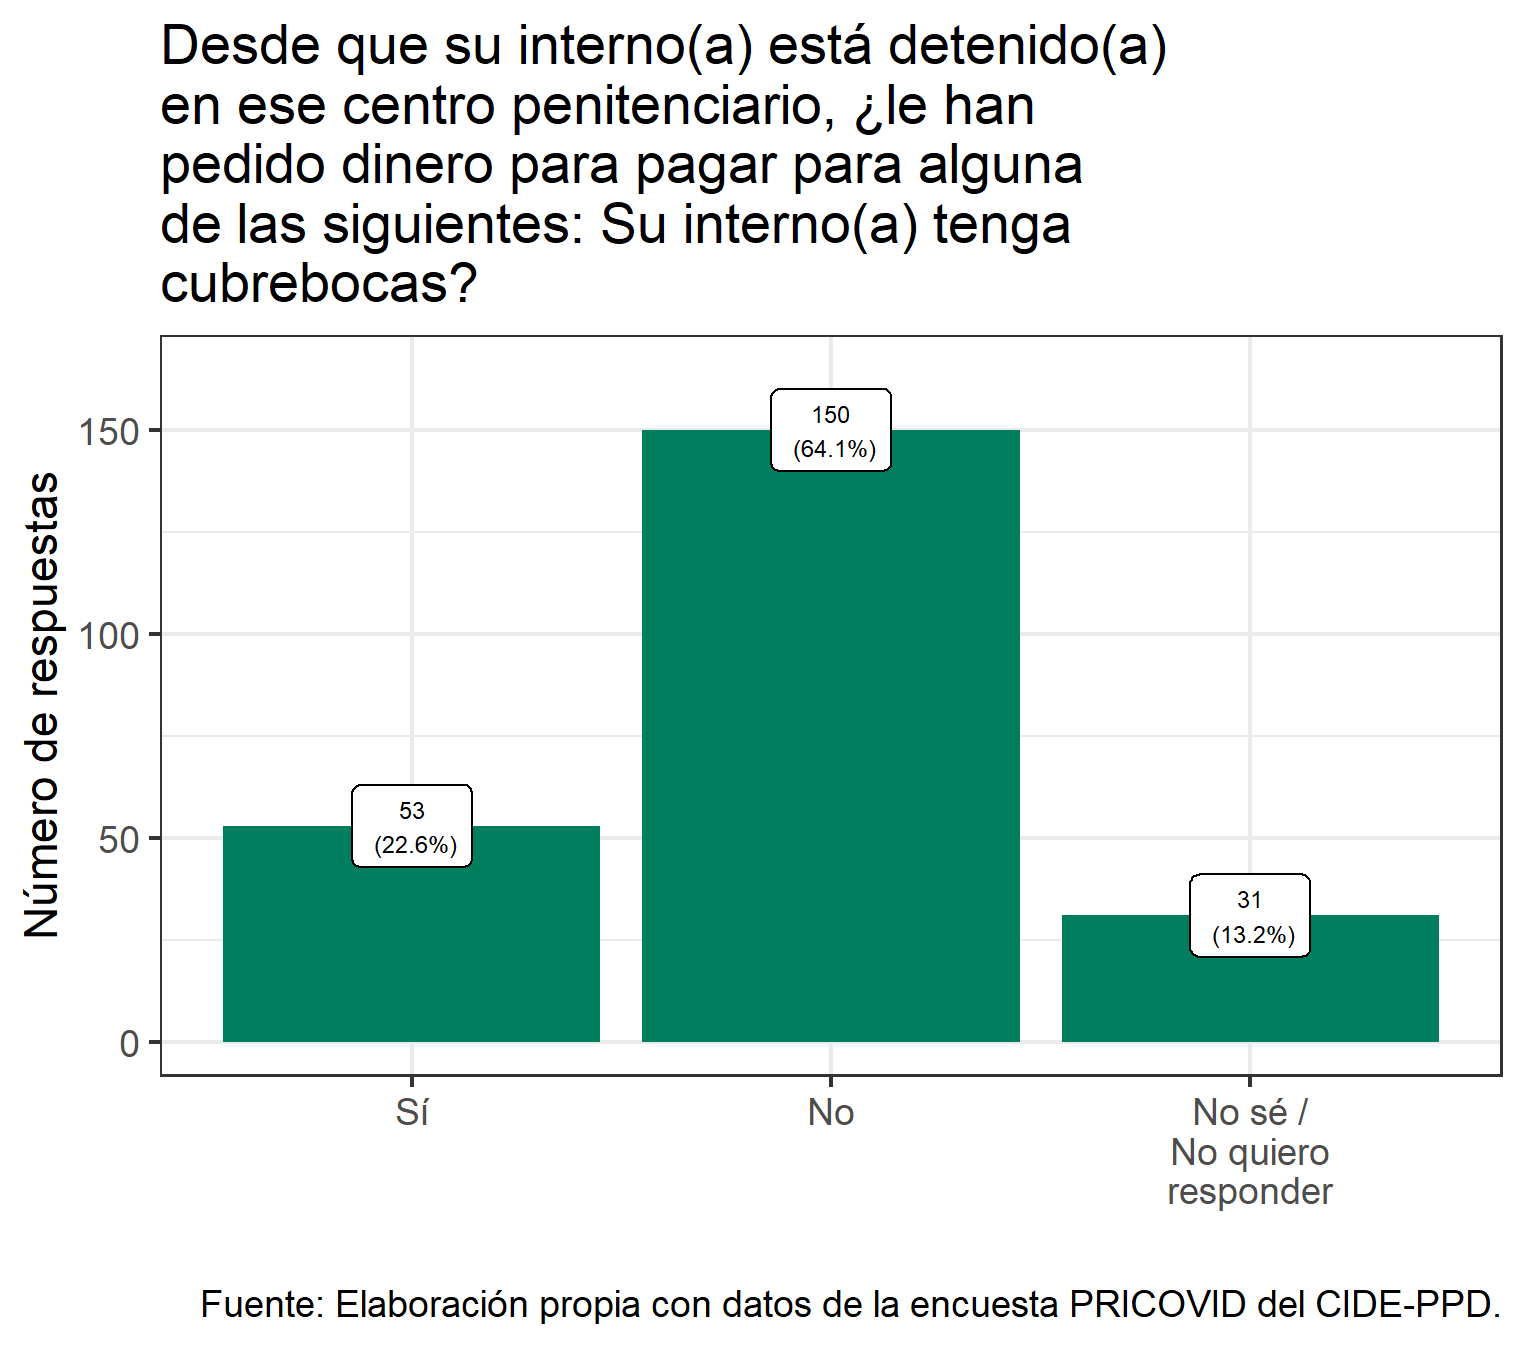 Desde que su interno(a) está detenido(a)
en ese centro penitenciario, ¿le han
pedido dinero para pagar para alguna
de las siguientes: Su interno(a) tenga
cubrebocas?
Número de respuestas
150
100
50
0
53
(22.6%)
150
(64.1%)
31
(13.2%)
Sí
No
No sé /
No quiero
responder
Fuente: Elaboración propia con datos de la encuesta PRICOVID del CIDE-PPD.